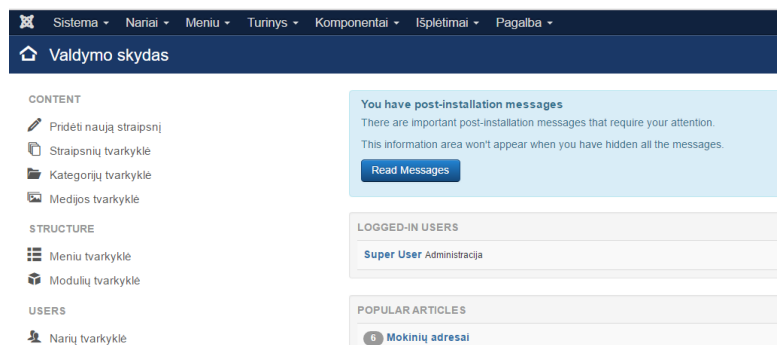 Sistema Nariai Meniu Turinys Komponentai Išplėtimai Pagalba
Valdymo skydas
CONTENT
Pridėti naują straipsnį
Straipsnių tvarkyklė
Kategorijų tvarkyklė
Medijos tvarkyklė
STRUCTURE
Meniu tvarkyklė
Modulių tvarkyklė
USERS
Narių tvarkyklė
You have post-installation messages
There are important post-installation messages that require your attention.
This information area won't appear when you have hidden all the messages.
Read Messages
LOGGED-IN USERS
Super User Administracija
POPULAR ARTICLES
6 Mokinių adresai